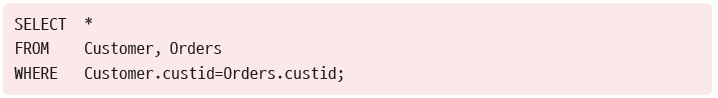 SELECT  *
FROM    Customer, Orders
WHERE   Customer.custid=Orders.custid;